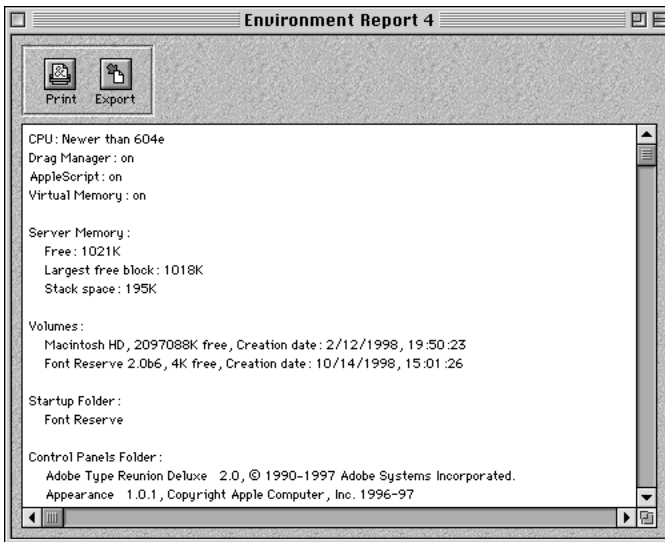 Environment Report 4
Print Export
CPU: Newer than 604e
Drag Manager: on
AppleScript: on
Virtual Memory: on
Server Memory:
Free: 1021K
Largest free block: 1018K
Stack space: 195K
Volumes:
Macintosh HD, 2097088K free, Creation date: 2/12/1998, 19:50:23
Font Reserve 2.0b6, 4K free, Creation date: 10/14/1998, 15:01:26
Startup Folder:
Font Reserve
Control Panels Folder:
Adobe Type Reunion Deluxe 2.0, © 1990-1997 Adobe Systems Incorporated.
Appearance 1.0.1, Copyright Apple Computer, Inc. 1996-97